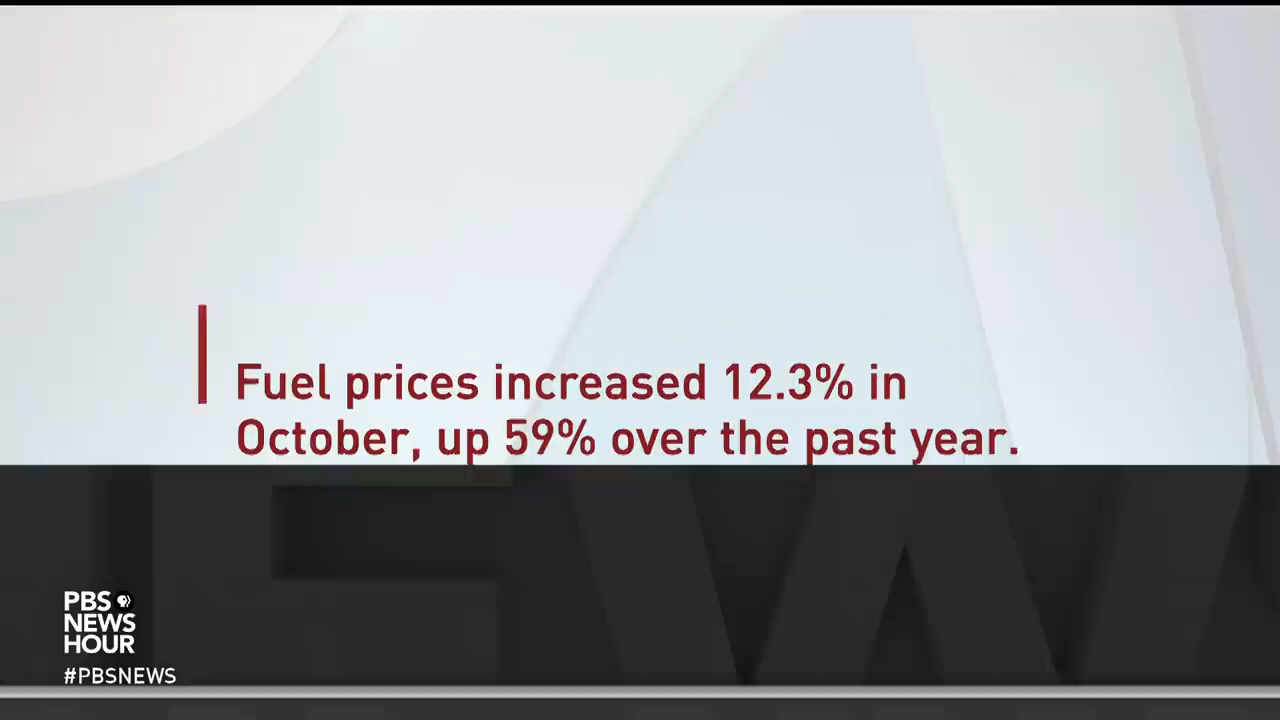 Fuel prices increased 12.3% in
October, up 59% over the past year.
PBS
NEWS
HOUR
#PBSNEWS